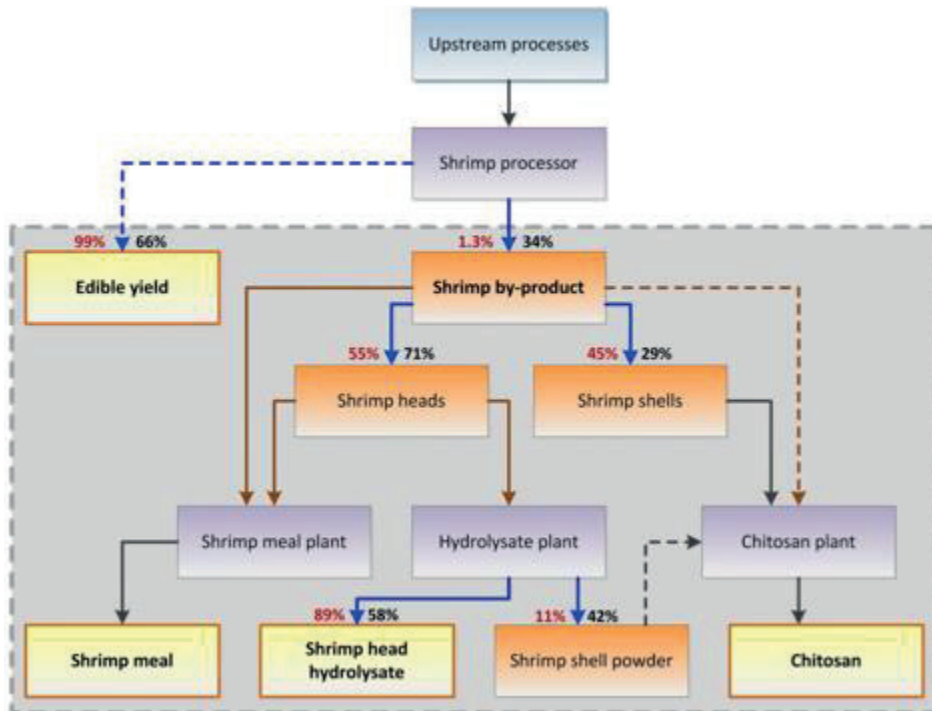 Upstream processes
Shrimp processor
99% 66%
1.3% 34%
Edible yield
Shrimp by-product
55% 71%
45% 29%
Shrimp heads
Shrimp shells
Shrimp meal plant
Hydrolysate plant
Chitosan plant
89% 58%
11% 42%
Shrimp meal
Shrimp head
hydrolysate
Shrimp shell powder
Chitosan